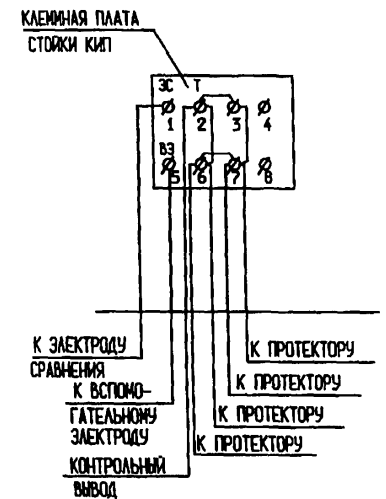 КЛЕММНАЯ ПЛАТА
СТОЙКИ КИП
ЭС Т
1 2 3 4
ВЭ
5 6 7 8
К ЭЛЕКТРОДУ
СРАВНЕНИЯ
К ПРОТЕКТОРУ
К ВСПОМО-
ГАТЕЛЬНОМУ
ЭЛЕКТРОДУ
К ПРОТЕКТОРУ
К ПРОТЕКТОРУ
К ПРОТЕКТОРУ
КОНТРОЛЬНЫЙ
ВЫВОД